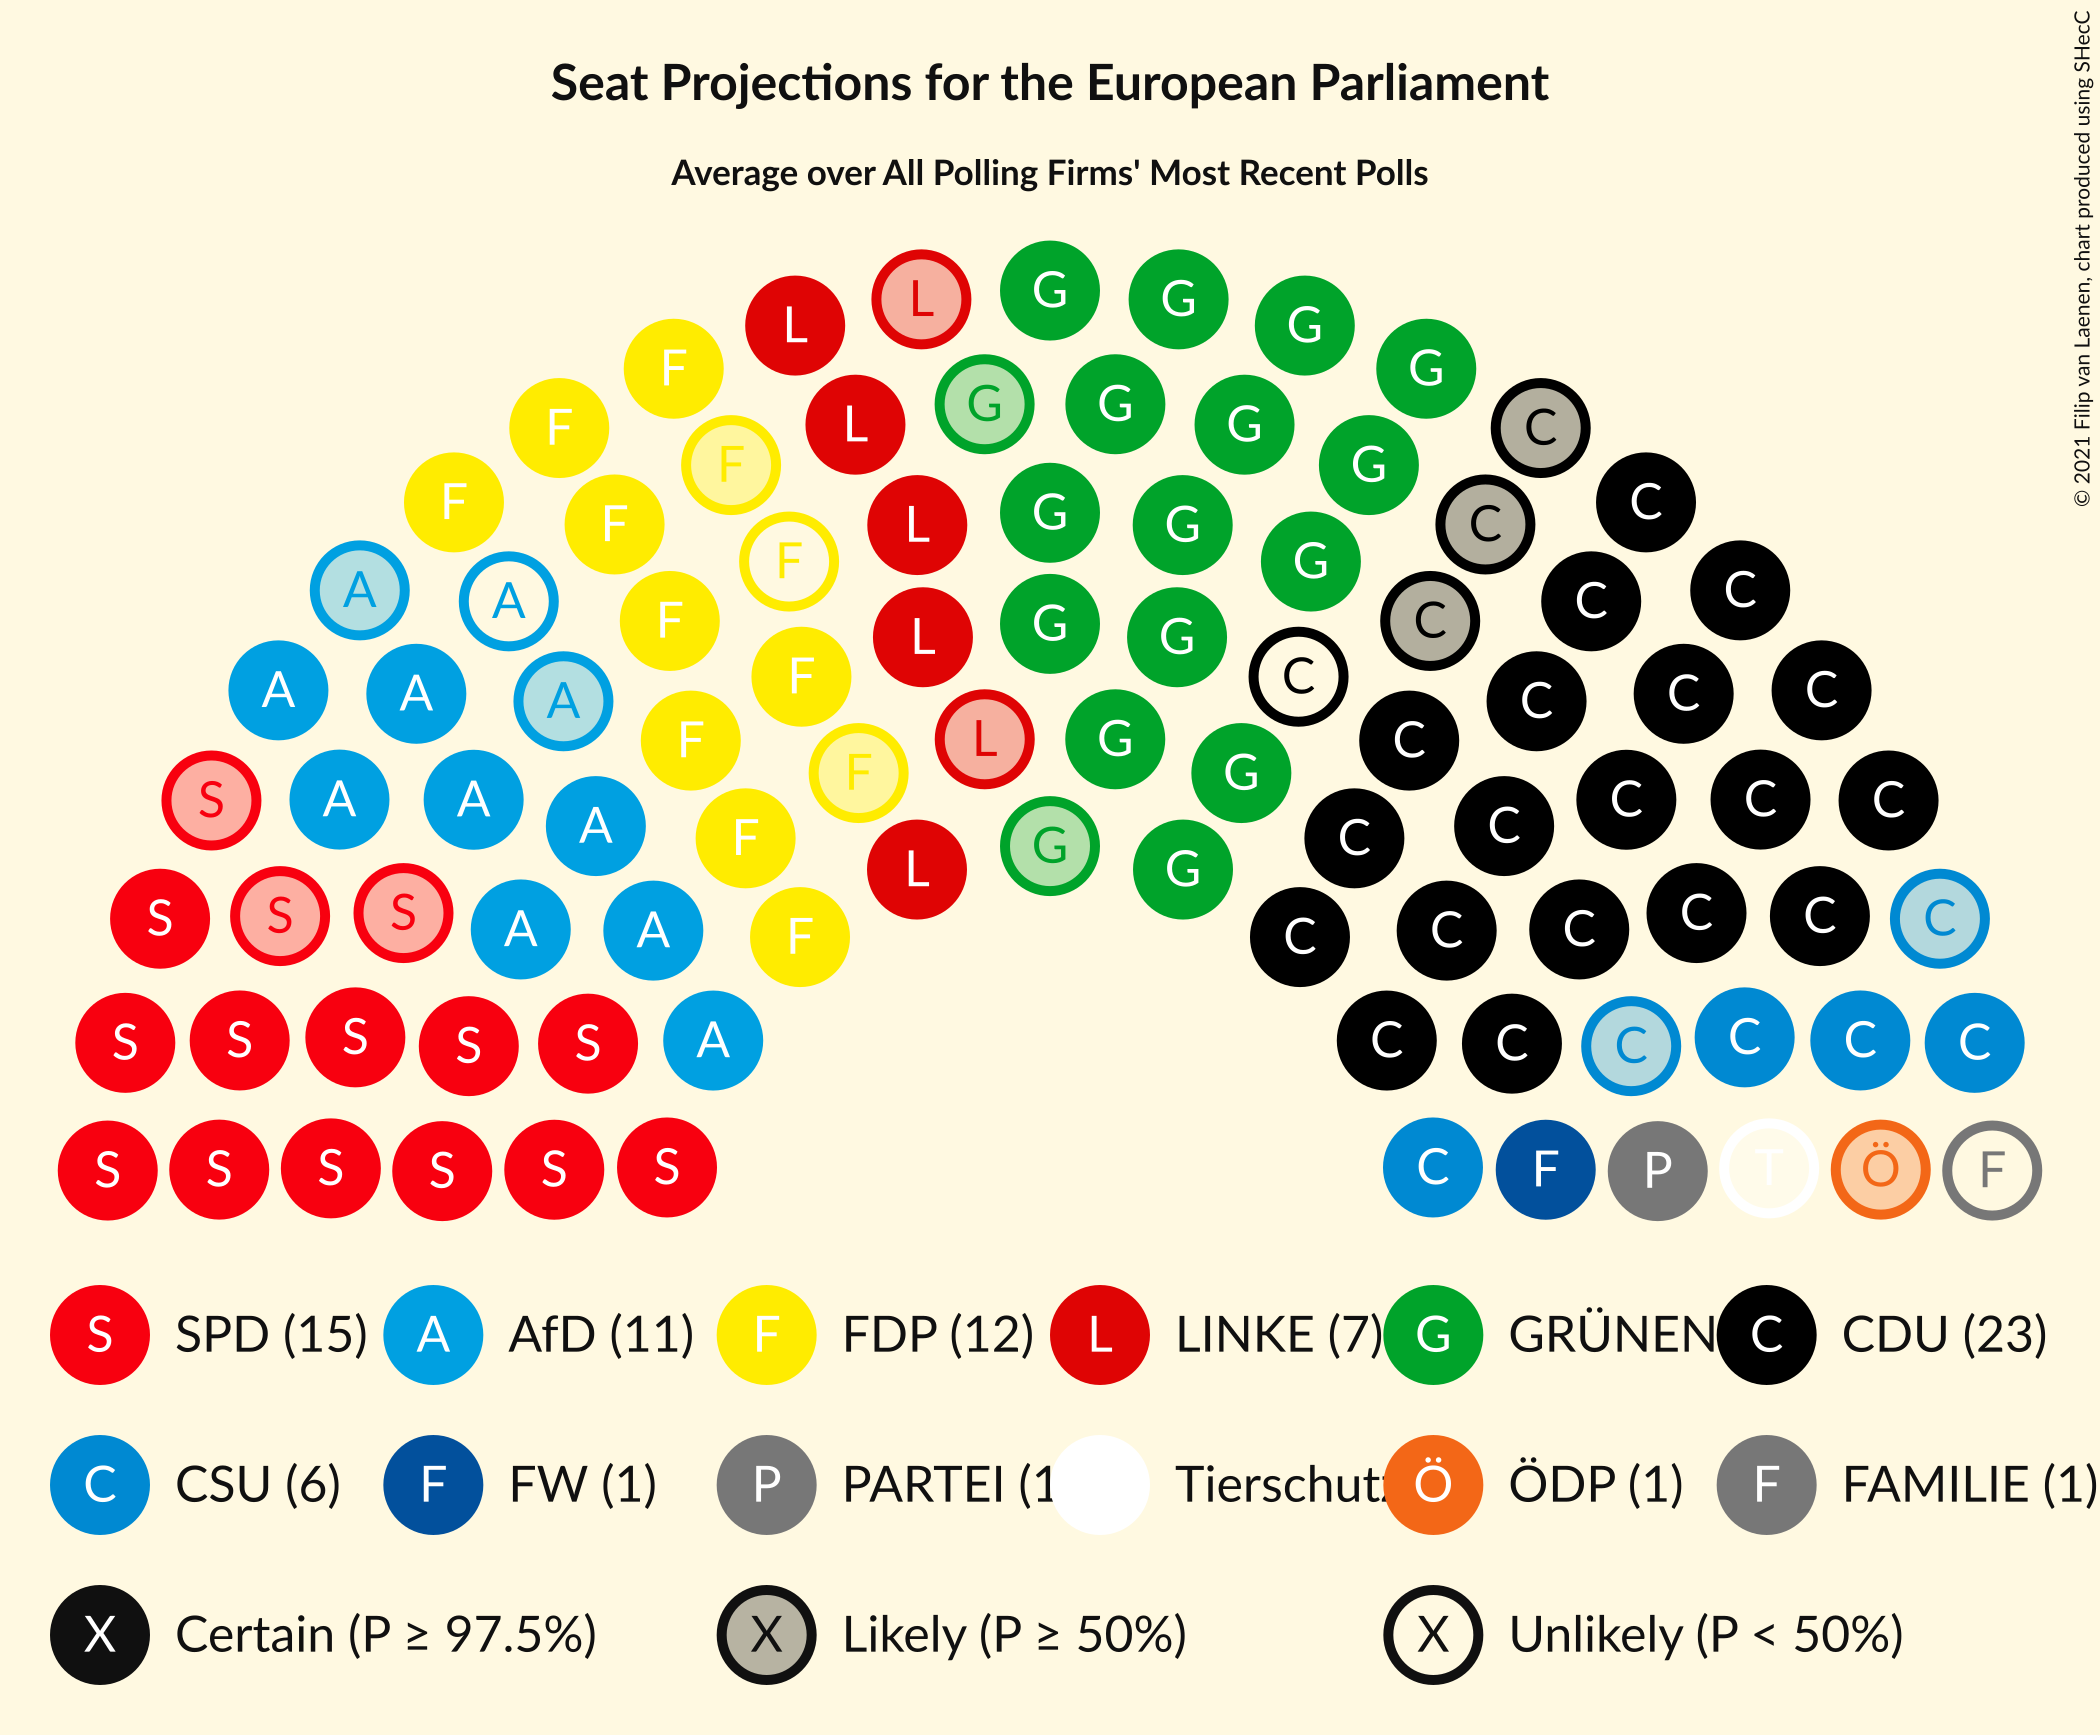 Seat Projections for the European Parliament
Average over All Polling Firms' Most Recent Polls
© 2021 Filip van Laenen, chart produced using SHecC
L G G G G
F L
F G G G G C
F L
F F C C
F L G G
A A F G C C
F C
A L G G C
A A A F C C C C
F L G G C
S A A F C C C
A F C C
S S S A A F L G G C C C C C C
S S S S S A C C C C C C
S S S S S S C F P T Ö F
S SPD (15) A AfD (11) F FDP (12) L LINKE (7) G GRÜNEN C CDU (23)
C CSU (6) F FW (1) P PARTEI (1 Tierschutz Ö ÖDP (1) F FAMILIE (1)
X Certain (P ≥ 97.5%) X Likely (P ≥ 50%) X Unlikely (P < 50%)